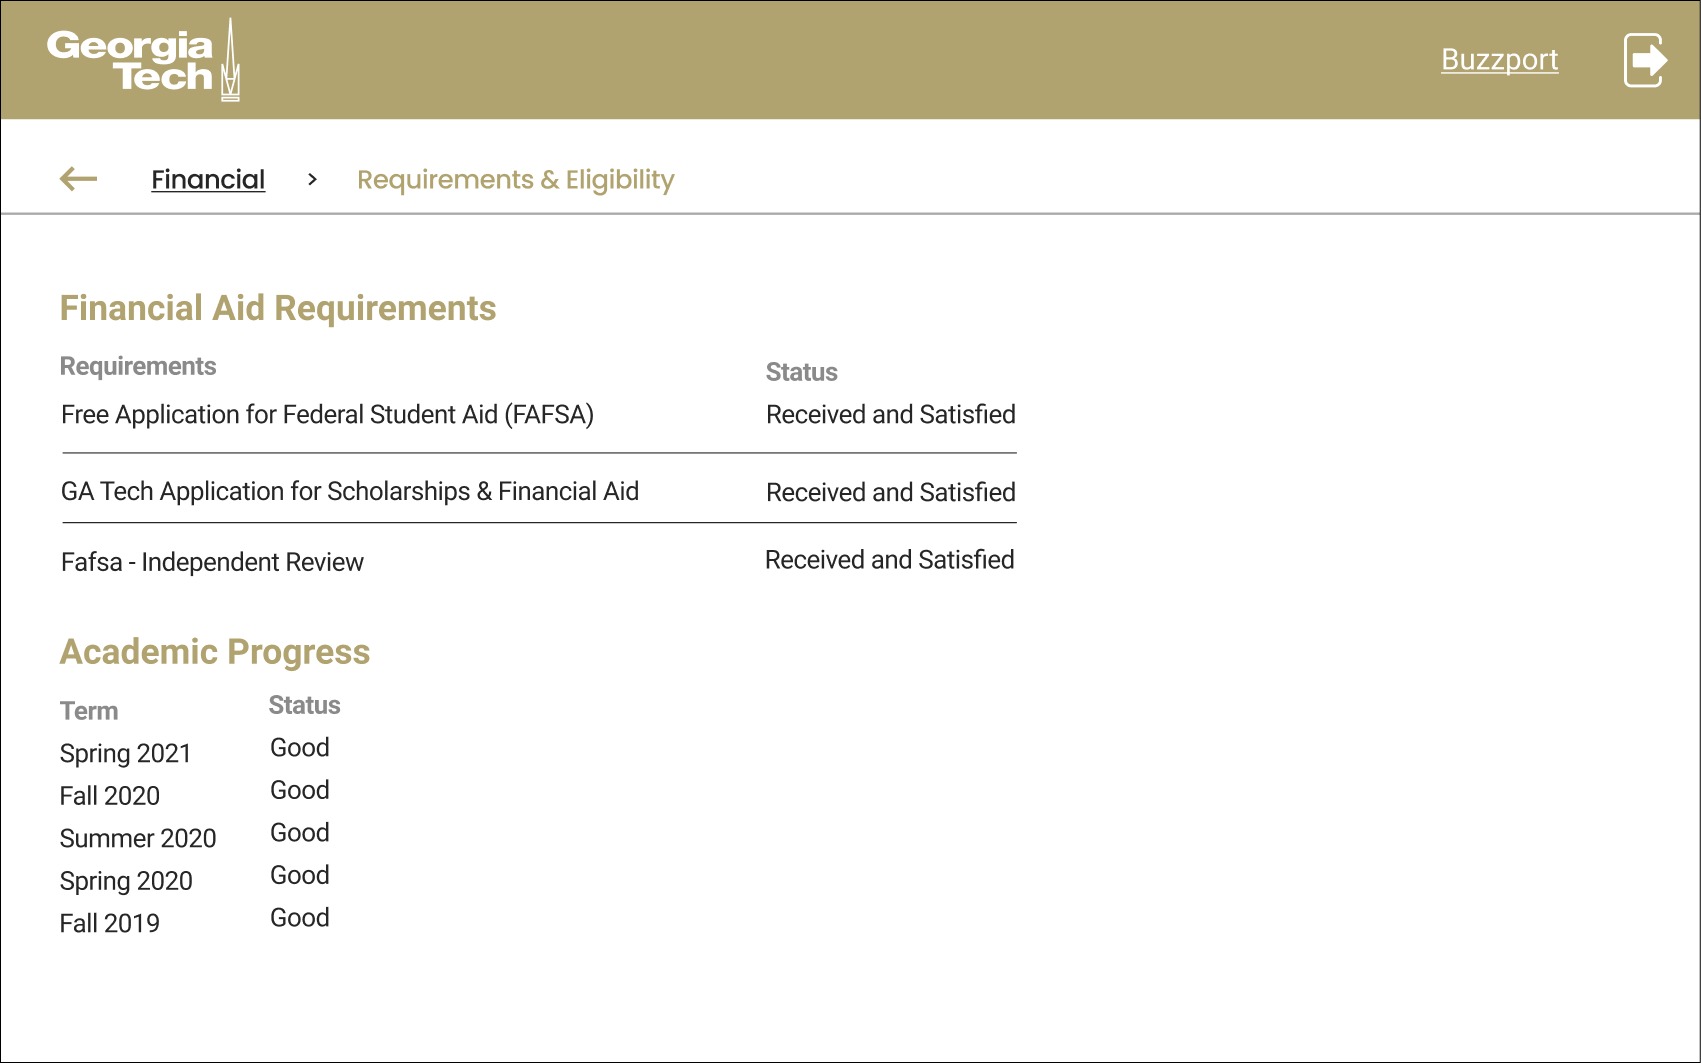 Georgia
Tech
Buzzport
Financial > Requirements & Eligibility
Financial Aid Requirements
Requirements Status
Free Application for Federal Student Aid (FAFSA) Received and Satisfied
GA Tech Application for Scholarships & Financial Aid Received and Satisfied
Fafsa - Independent Review Received and Satisfied
Academic Progress
Term Status
Spring 2021 Good
Fall 2020 Good
Summer 2020 Good
Spring 2020 Good
Fall 2019 Good